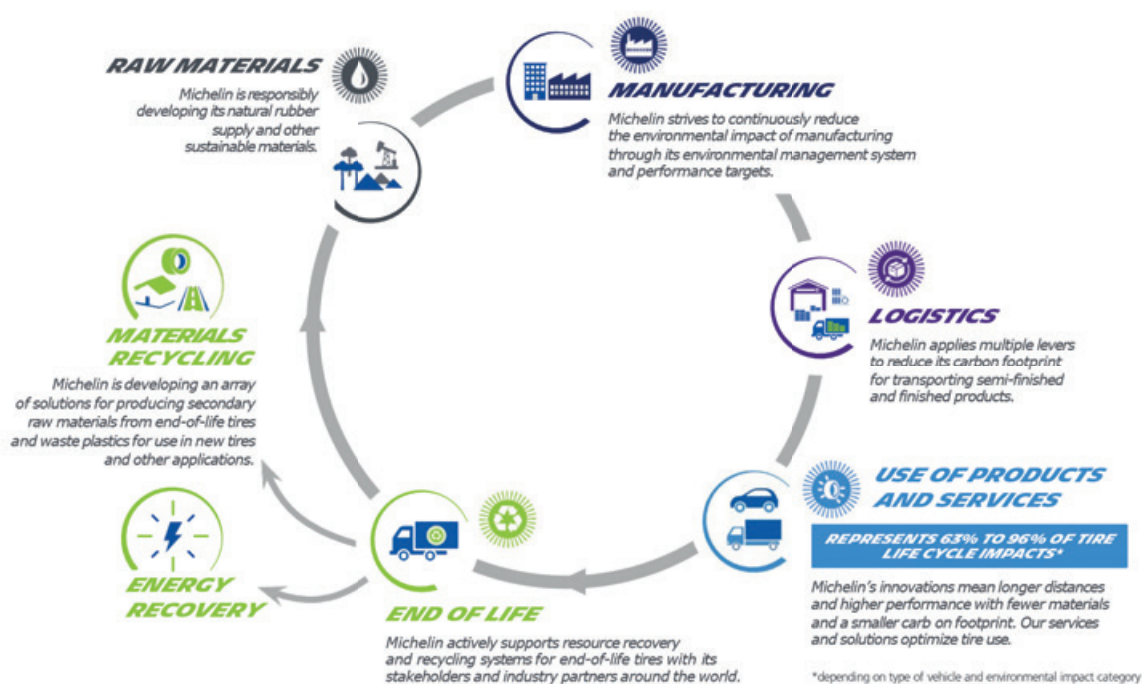 RAW MATERIALS
Michelin is responsibly
developing its natural rubber
supply and other
sustainable materials.
MANUFACTURING
Michelin strives to continuously reduce
the environmental impact of manufacturing
through its environmental management system
and performance targets.
LOGISTICS
Michelin applies multiple levers
to reduce its carbon footprint
for transporting semi-finished
and finished products.
USE OF PRODUCTS
AND SERVICES
REPRESENTS 63% TO 96% OF TIRE
LIFE CYCLE IMPACTS*
Michelin's innovations mean longer distances
and higher performance with fewer materials
and a smaller carb on footprint. Our services
and solutions optimize tire use.
*depending on type of vehicle and environmental impact category
END OF LIFE
Michelin actively supports resource recovery
and recycling systems for end-of-life tires with its
stakeholders and industry partners around the world.
MATERIALS
RECYCLING
Michelin is developing an array
of solutions for producing secondary
raw materials from end-of-life tires
and waste plastics for use in new tires
and other applications.
ENERGY
RECOVERY